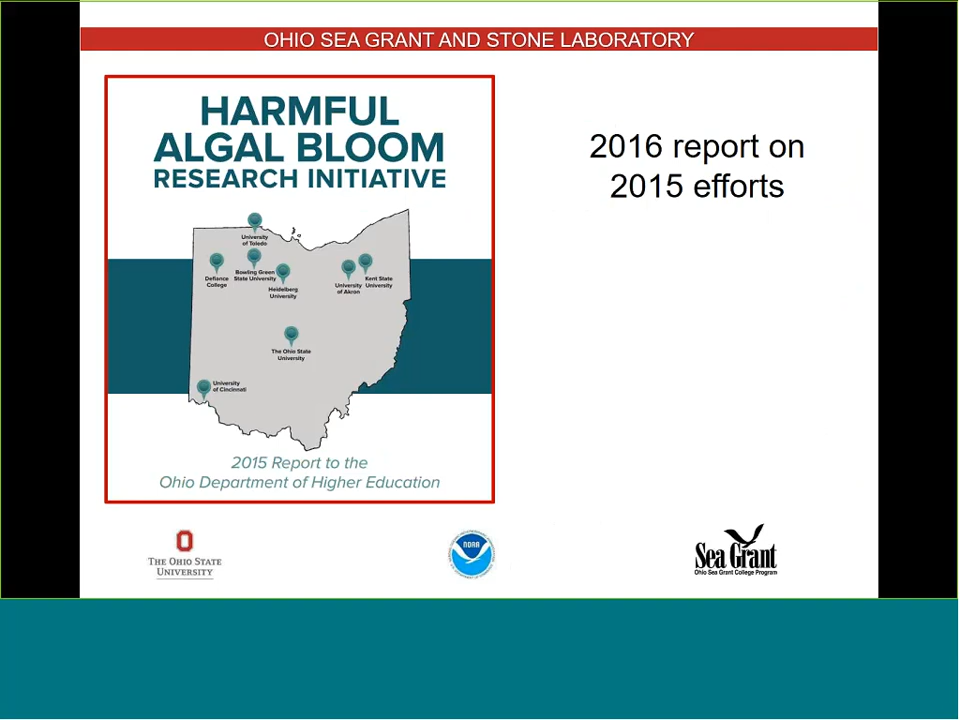 OHIO SEA GRANT AND STONE LABORATORY
HARMFUL
ALGAL BLOOM
RESEARCH INITIATIVE
University
of Toledo
Defiance
College
Bowling Green
State University
Heidelberg
University
University
of Akron
Kent State
University
The Ohio State
University
University
of Cincinnati
2015 Report to the
Ohio Department of Higher Education
2016 report on
2015 efforts
THE OHIO STATE
UNIVERSITY
NOAA
Sea Grant
Ohio Sea Grant College Program